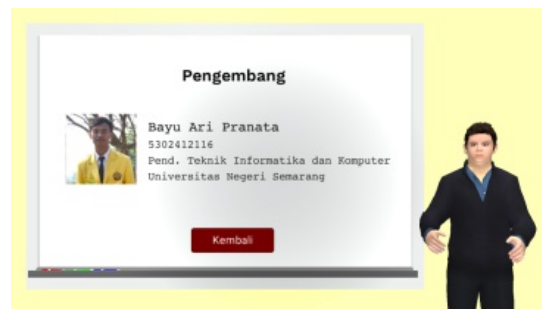 Pengembang
Bayu Ari Pranata
5302412116
Pend. Teknik Informatika dan Komputer
Universitas Negeri Semarang
Kembali